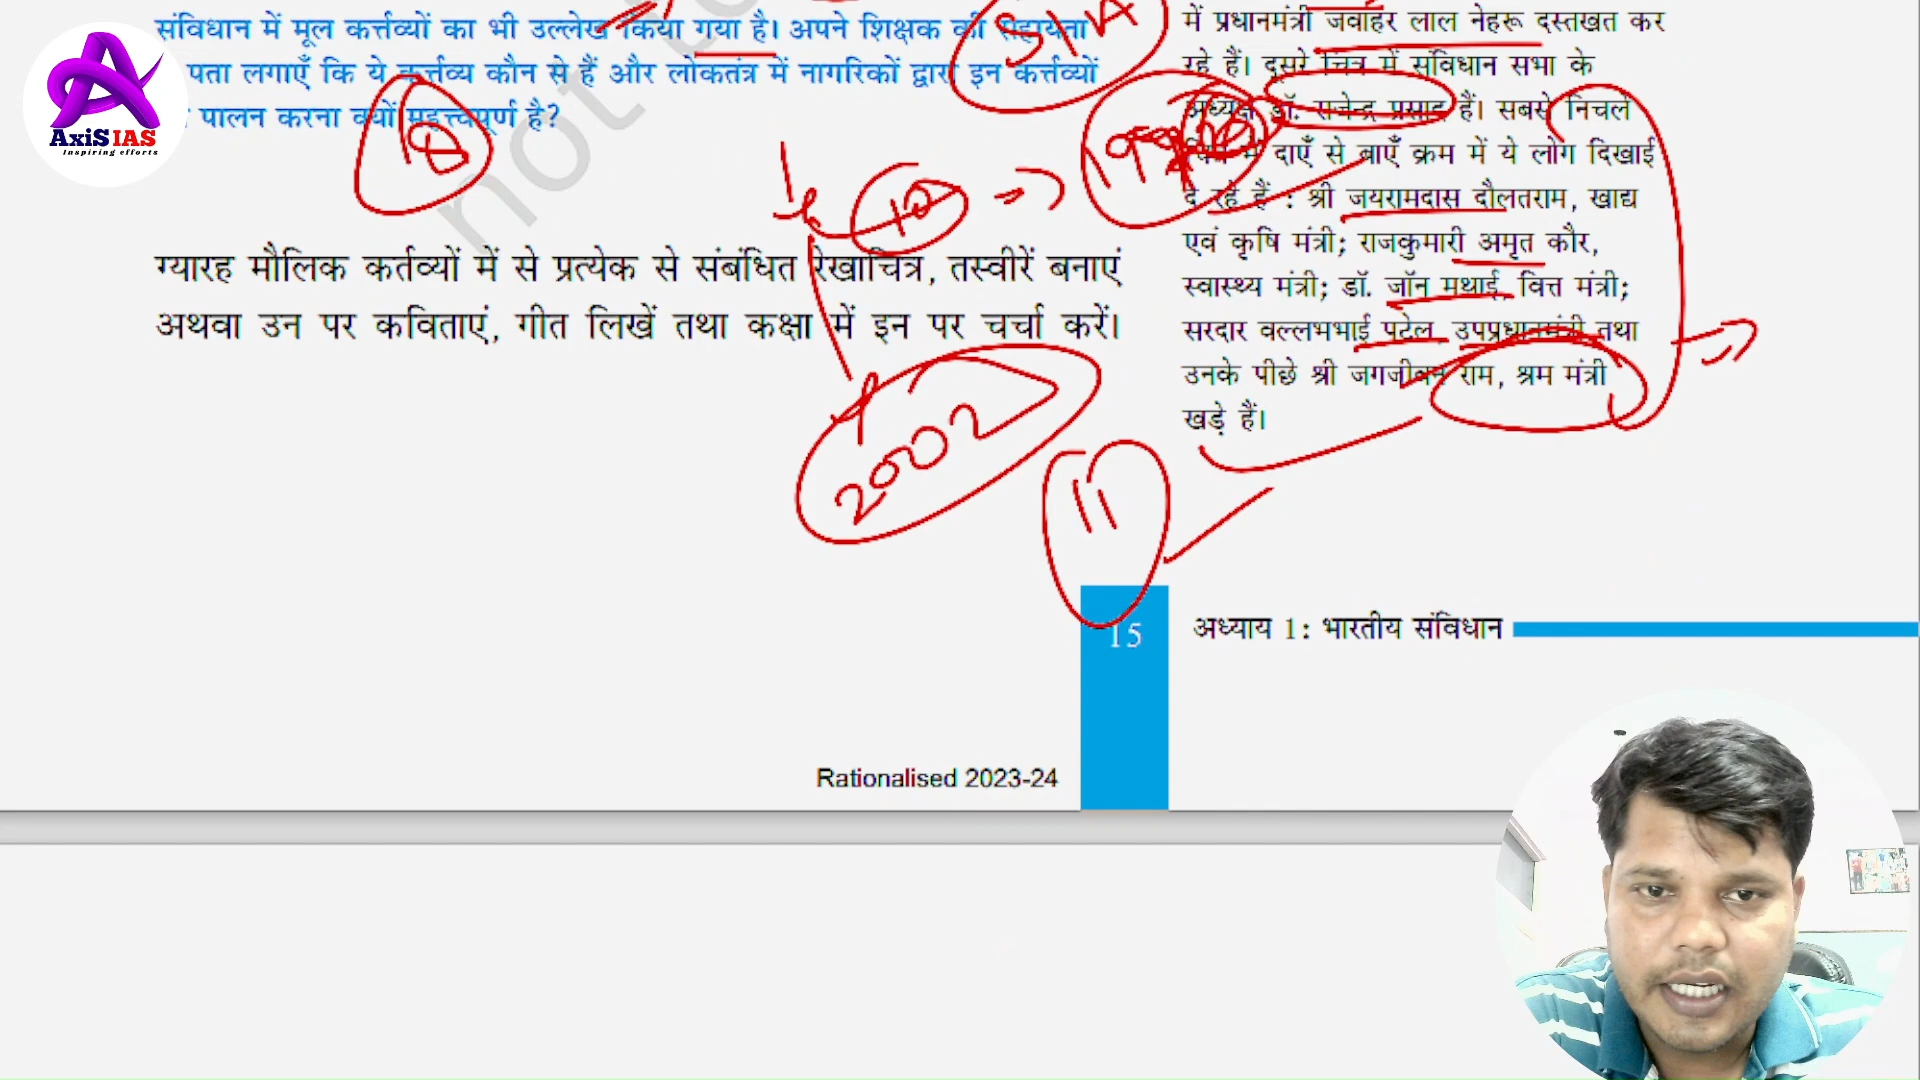 संविधान में मूल कर्त्तव्यों का भी उल्लेख किया गया है। अपने शिक्षक की सहायता
पता लगाएँ कि ये कर्त्तव्य कौन से हैं और लोकतंत्र में नागरिकों द्वारा इन कर्त्तव्यों
पालन करना क्यों महत्त्वपूर्ण है?
AxiS IAS
Inspiring efforts
not
ग्यारह मौलिक कर्तव्यों में से प्रत्येक से संबंधित रेखाचित्र, तस्वीरें बनाएं
अथवा उन पर कविताएं, गीत लिखें तथा कक्षा में इन पर चर्चा करें।
10
2002
11
में प्रधानमंत्री जवाहर लाल नेहरू दस्तखत कर
रहे हैं। दूसरे चित्र में संविधान सभा के
अध्यक्ष डॉ. राजेन्द्र प्रसाद हैं। सबसे निचले
में दाएँ से बाएँ क्रम में ये लोग दिखाई
दे रहे हैं : श्री जयरामदास दौलतराम, खाद्य
एवं कृषि मंत्री; राजकुमारी अमृत कौर,
स्वास्थ्य मंत्री; डॉ. जॉन मथाई, वित्त मंत्री;
सरदार वल्लभभाई पटेल, उपप्रधानमंत्री तथा
उनके पीछे श्री जगजीवन राम, श्रम मंत्री
खड़े हैं।
15
अध्याय 1: भारतीय संविधान
Rationalised 2023-24